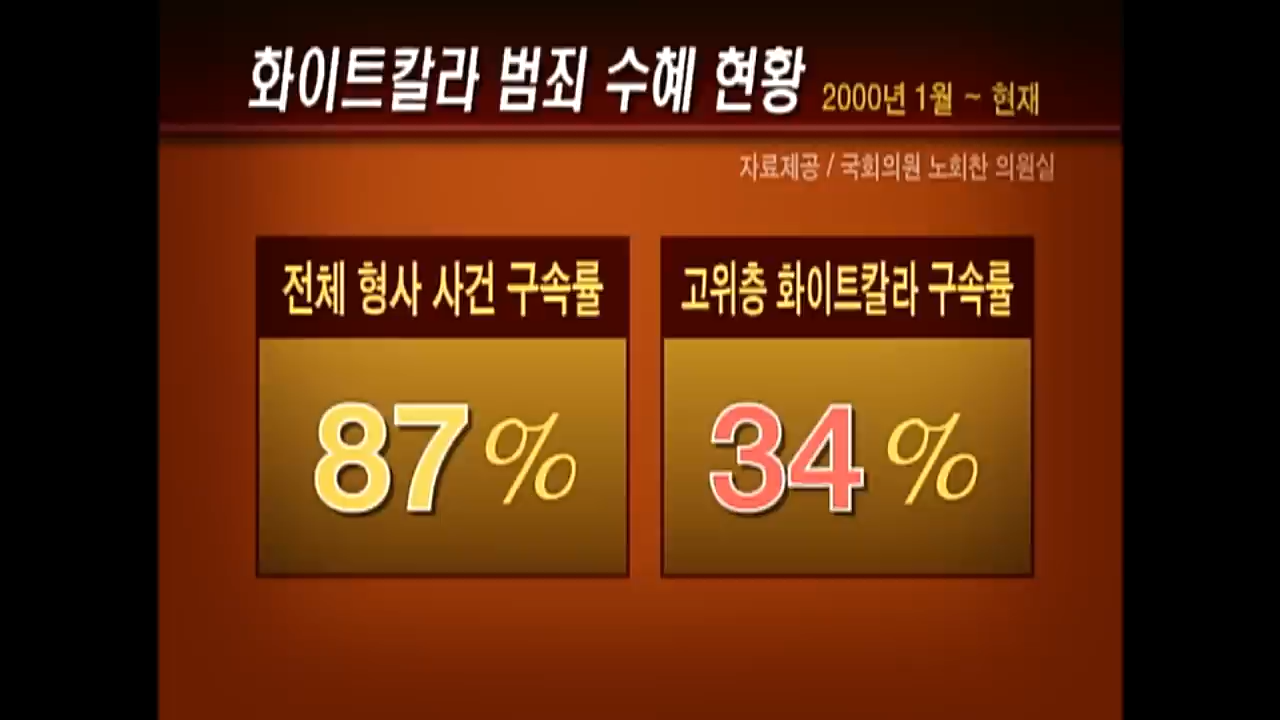 화이트칼라 범죄 수혜 현황 2000년 1월 ~ 현재
자료제공 / 국회의원 노회찬 의원실
전체 형사 사건 구속률
87%
고위층 화이트칼라 구속률
34%